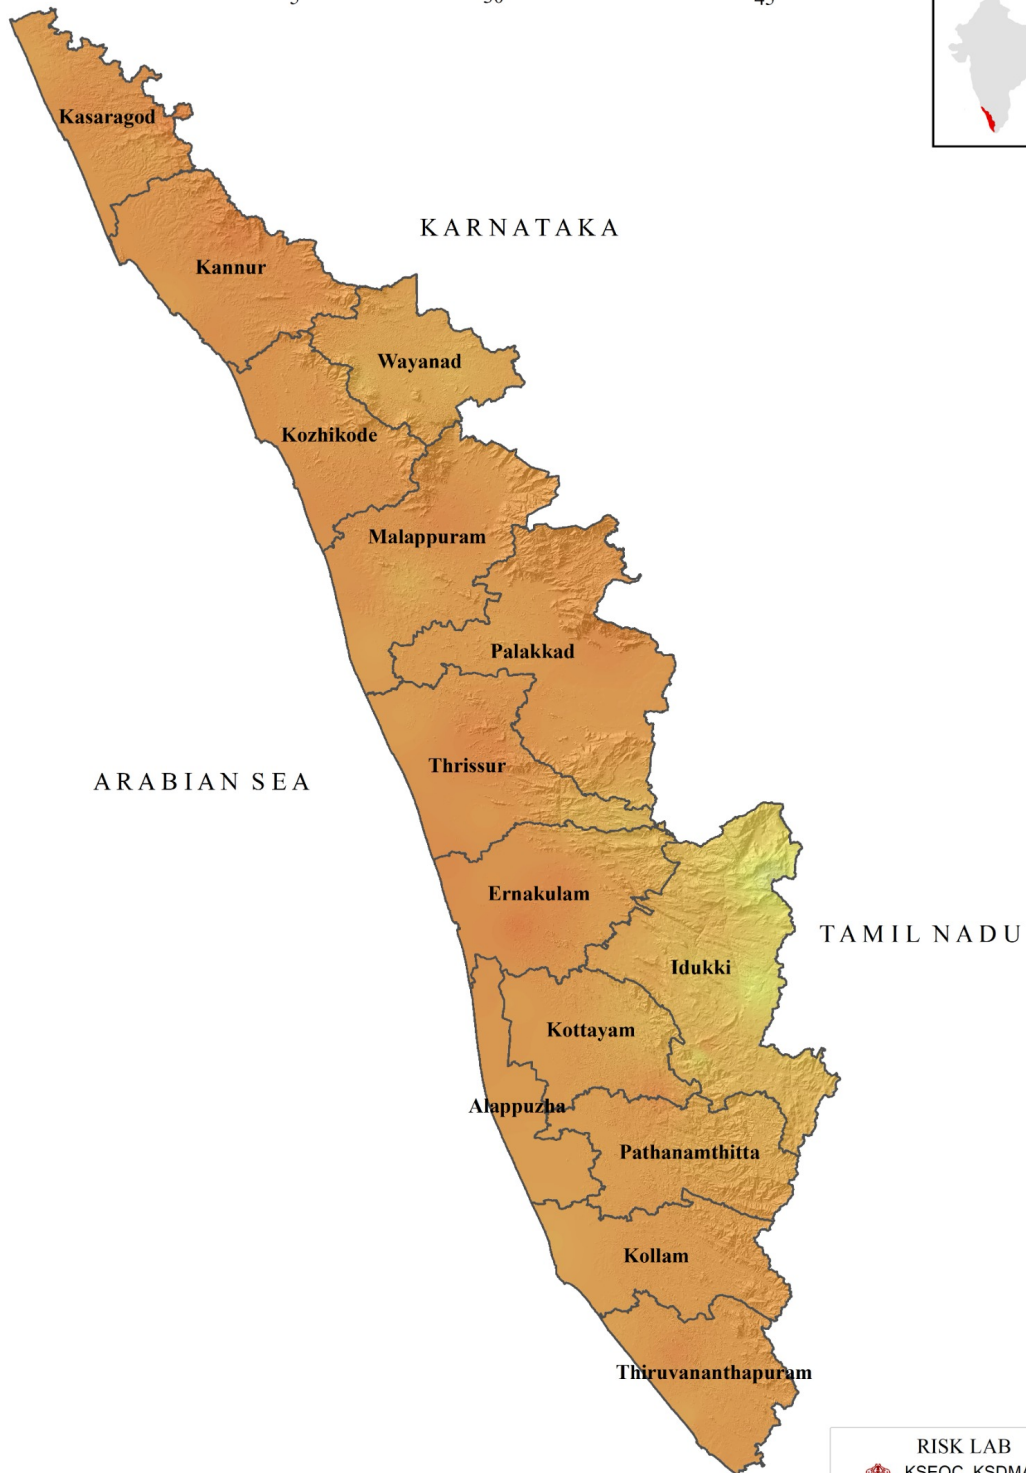 Kasaragod
KARNATAKA
Kannur
Wayanad
Kozhikode
Malappuram
Palakkad
Thrissur
ARABIAN SEA
Ernakulam
TAMIL NADU
Idukki
Kottayam
Alappuzha
Pathanamthitta
Kollam
Thiruvananthapuram
RISK LAB